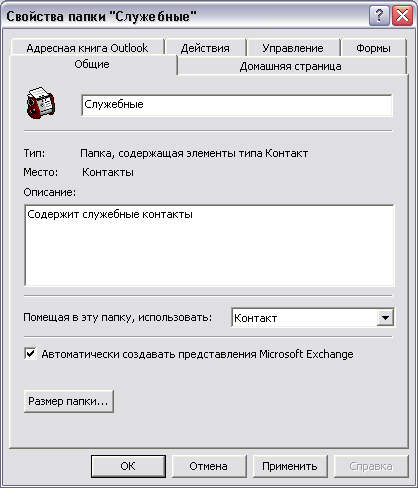 Свойства папки "Служебные"
Адресная книга Outlook Действия Управление Формы
Общие Домашняя страница
Служебные
Тип: Папка, содержащая элементы типа Контакт
Место: Контакты
Описание:
Содержит служебные контакты
Помещая в эту папку, использовать: Контакт
Автоматически создавать представления Microsoft Exchange
Размер папки...
ОК Отмена Применить Справка